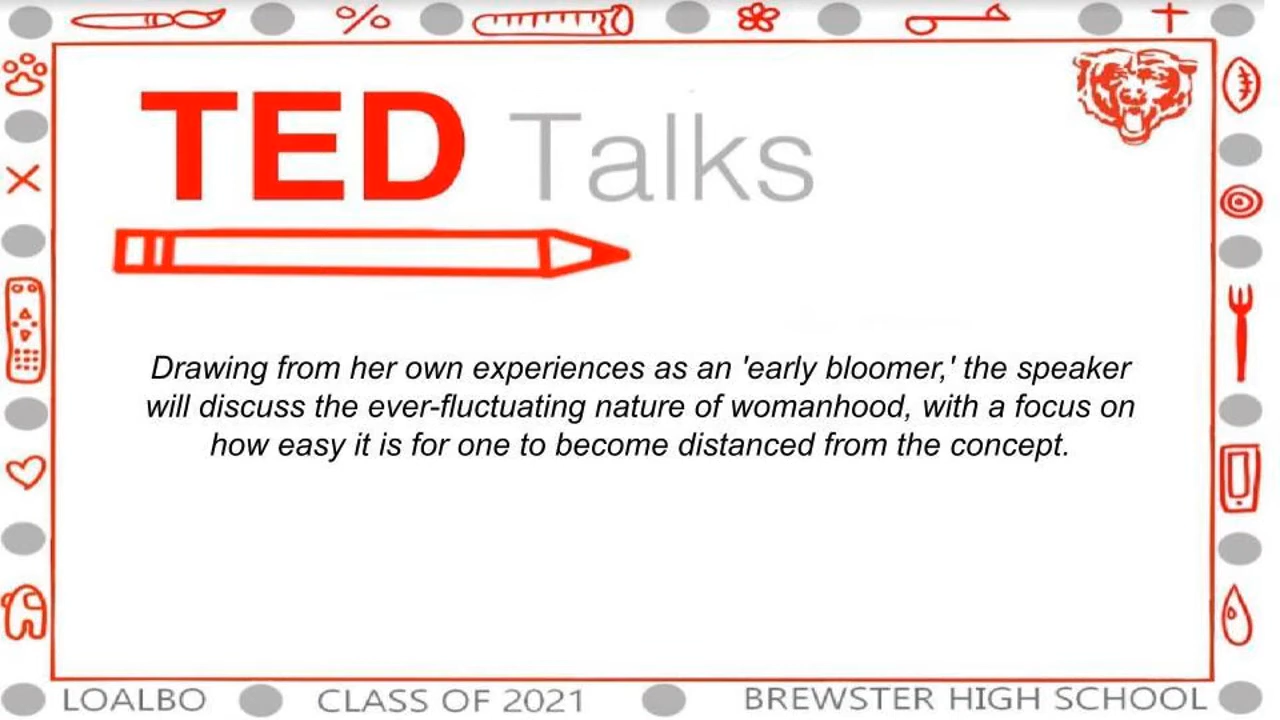 TED Talks
Drawing from her own experiences as an 'early bloomer,' the speaker
will discuss the ever-fluctuating nature of womanhood, with a focus on
how easy it is for one to become distanced from the concept.
LOALBO CLASS OF 2021 BREWSTER HIGH SCHOOL